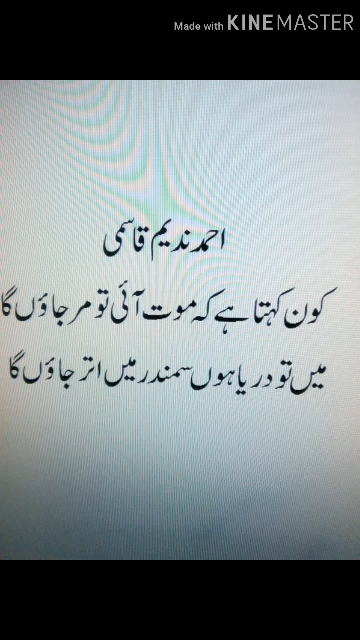 Made with KINEMASTER
احمد ندیم قاسمی
کون کہتا ہے کہ موت آئی تو مر جاؤں گا
میں تو دریا ہوں سمندر میں اتر جاؤں گا